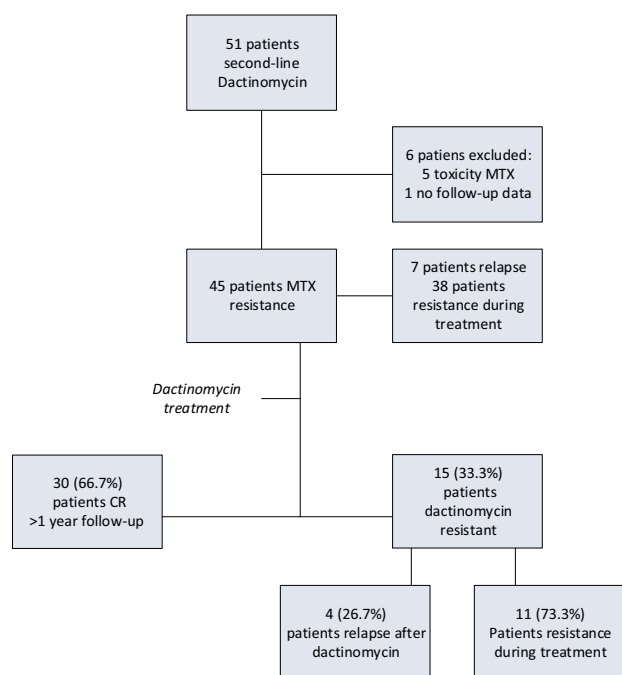 51 patients
second-line
Dactinomycin
6 patiens excluded:
5 toxicity MTX
1 no follow-up data
45 patients MTX
resistance
7 patients relapse
38 patients
resistance during
treatment
Dactinomycin
treatment
30 (66.7%)
patients CR
>1 year follow-up
15 (33.3%)
patients
dactinomycin
resistant
4 (26.7%)
patients relapse after
dactinomycin
11 (73.3%)
Patients resistance
during treatment